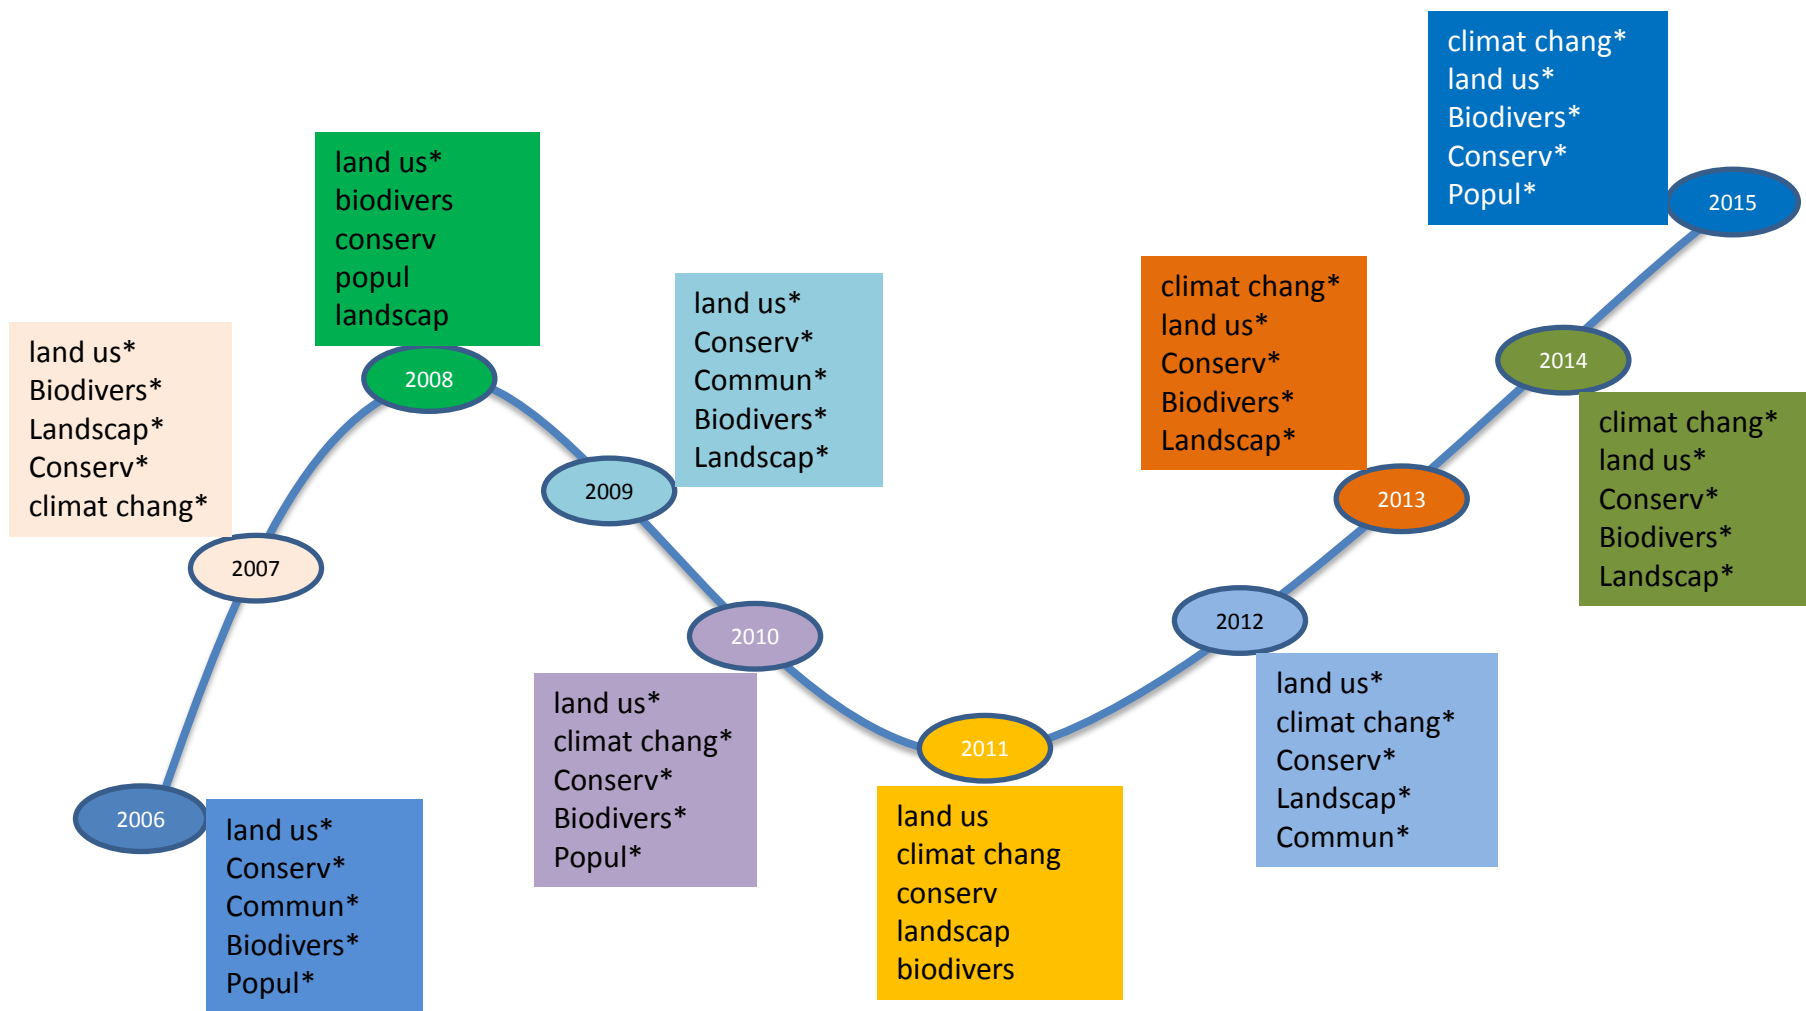 2006
land us*
Conserv*
Commun*
Biodivers*
Popul*
2007
land us*
Biodivers*
Landscap*
Conserv*
climat chang*
2008
land us*
biodivers
conserv
popul
landscap
2009
land us*
Conserv*
Commun*
Biodivers*
Landscap*
2010
land us*
climat chang*
Conserv*
Biodivers*
Popul*
2011
land us
climat chang
conserv
landscap
biodivers
2012
land us*
climat chang*
Conserv*
Landscap*
Commun*
2013
climat chang*
land us*
Conserv*
Biodivers*
Landscap*
2014
climat chang*
land us*
Conserv*
Biodivers*
Landscap*
2015
climat chang*
land us*
Biodivers*
Conserv*
Popul*